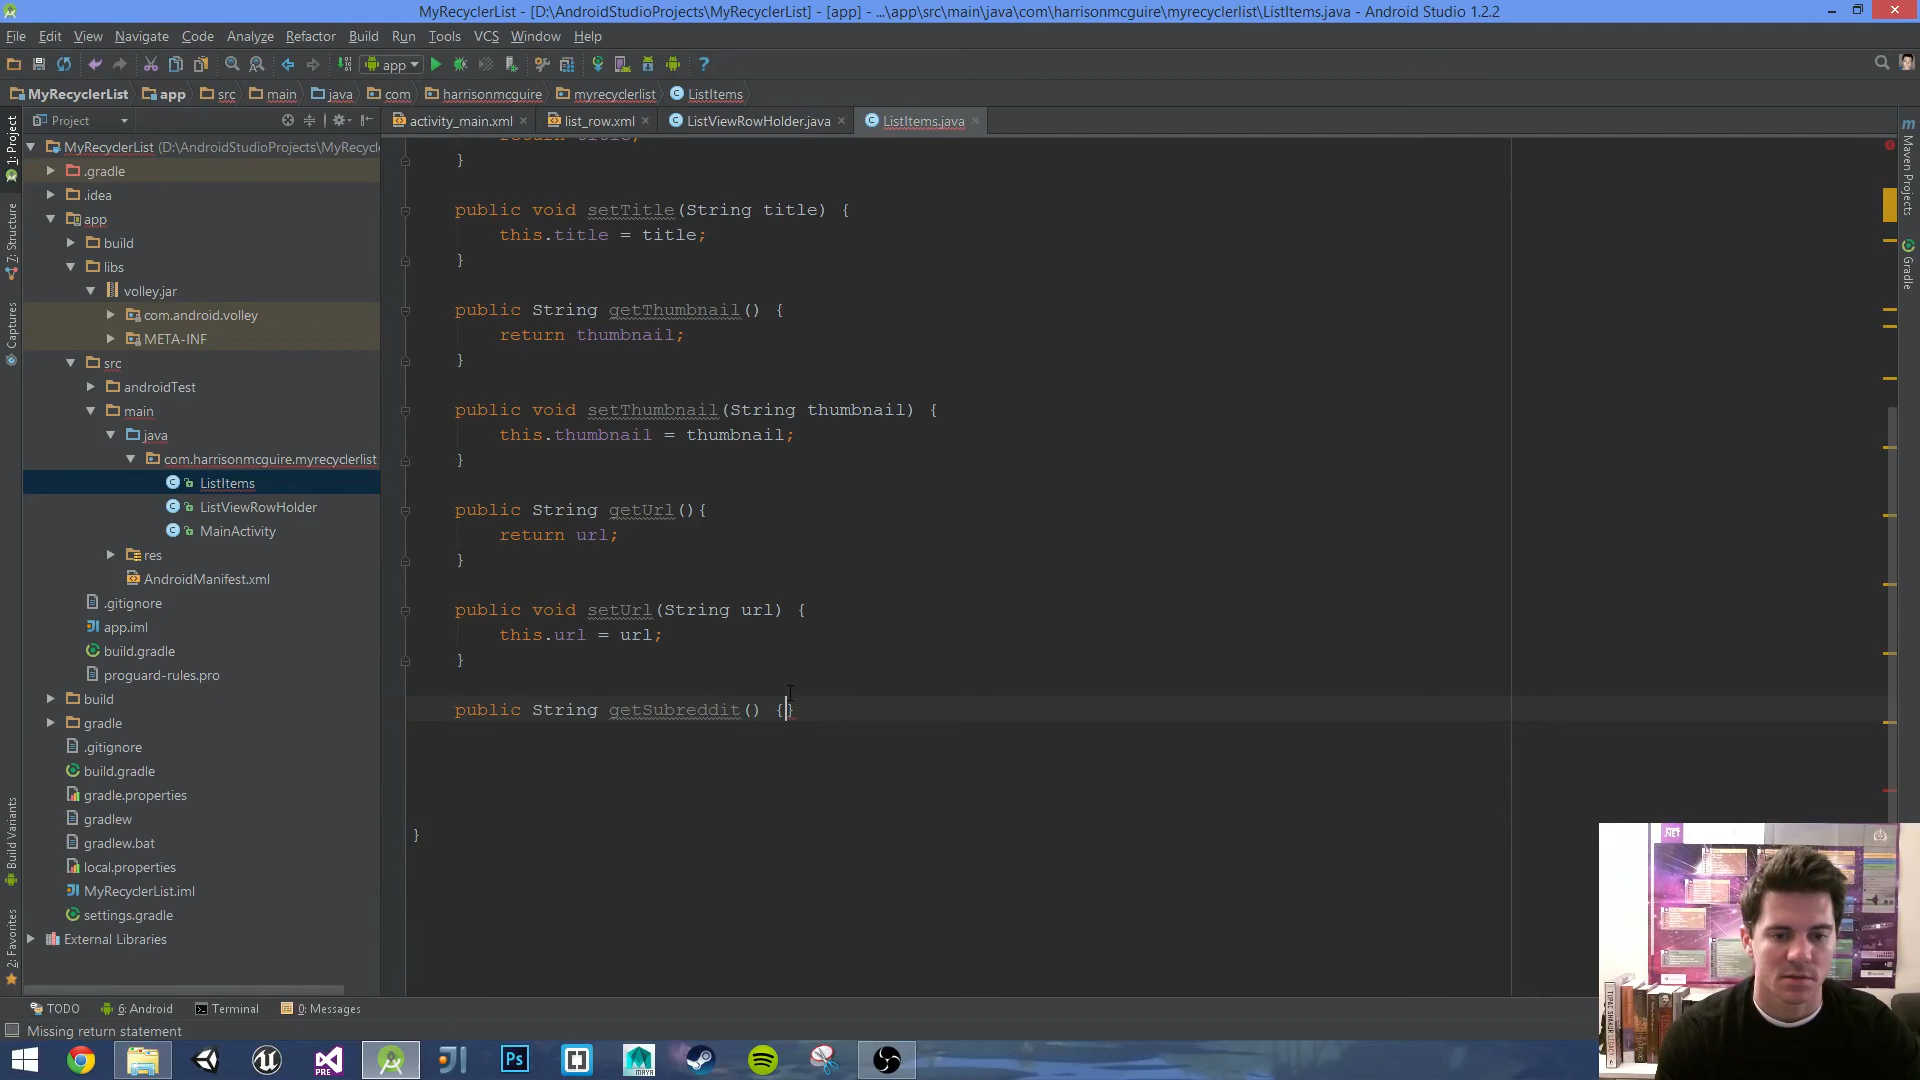 MyRecyclerList - [D:\AndroidStudioProjects\MyRecyclerList] - [app] - ...\app\src\main\java\com\harrisonmcguire\myrecyclerlist\ListItems.java - Android Studio 1.2.2
File Edit View Navigate Code Analyze Refactor Build Run Tools VCS Window Help
app
MyRecyclerList app src main java com harrisonmcguire myrecyclerlist ListItems
Project
activity_main.xml list_row.xml ListViewRowHolder.java ListItems.java
1: Project
7: Structure
Captures
Build Variants
2: Favorites
Maven Projects
Gradle
MyRecyclerList (D:\AndroidStudioProjects\MyRecycl
.gradle
.idea
app
build
libs
volley.jar
com.android.volley
META-INF
src
androidTest
main
java
com.harrisonmcguire.myrecyclerlist
ListItems
ListViewRowHolder
MainActivity
res
AndroidManifest.xml
.gitignore
app.iml
build.gradle
proguard-rules.pro
build
gradle
.gitignore
build.gradle
gradle.properties
gradlew
gradlew.bat
local.properties
MyRecyclerList.iml
settings.gradle
External Libraries
return title;
}
public void setTitle(String title) {
this.title = title;
}
public String getThumbnail() {
return thumbnail;
}
public void setThumbnail(String thumbnail) {
this.thumbnail = thumbnail;
}
public String getUrl(){
return url;
}
public void setUrl(String url) {
this.url = url;
}
public String getSubreddit() {}
}
TODO 6: Android Terminal 0: Messages
Missing return statement
PRE
Ps
MAYA
.NET